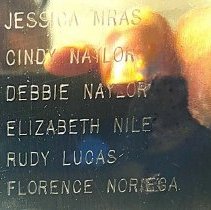 JESSICA MRAS
CINDY NAYLOR
DEBBIE NAYLOR
ELIZABETH NILE
RUDY LUCAS
FLORENCE NORIEGA